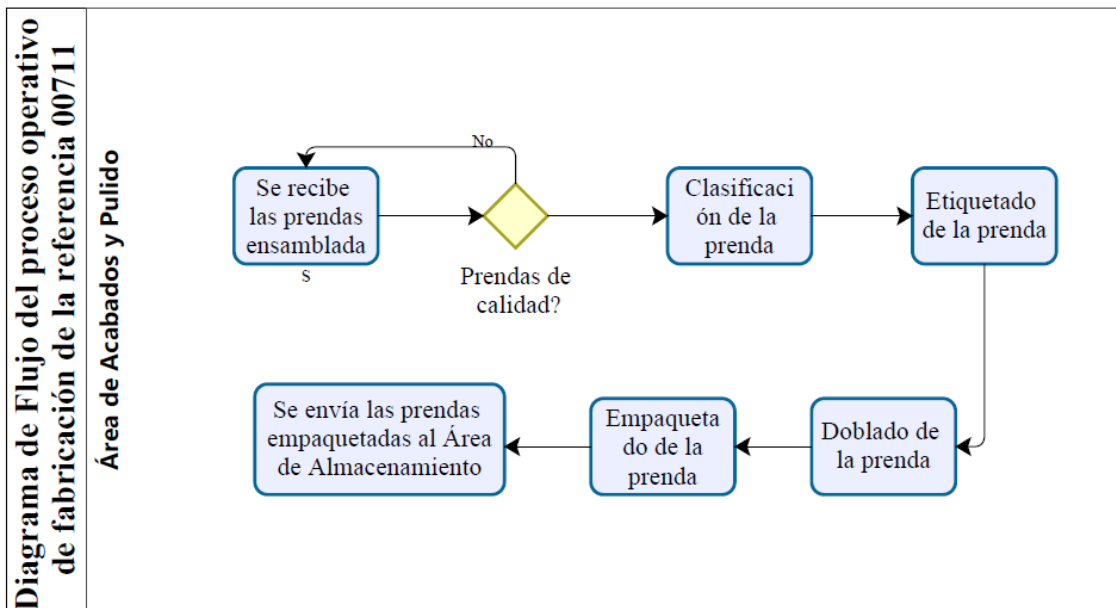 Diagrama de Flujo del proceso operativo
de fabricación de la referencia 00711
Área de Acabados y Pulido
No
Se recibe
las prendas
ensamblada
s
Prendas de
calidad?
Clasificaci
ón de la
prenda
Etiquetado
de la prenda
Se envía las prendas
empaquetadas al Área
de Almacenamiento
Empaqueta
do de la
prenda
Doblado de
la prenda